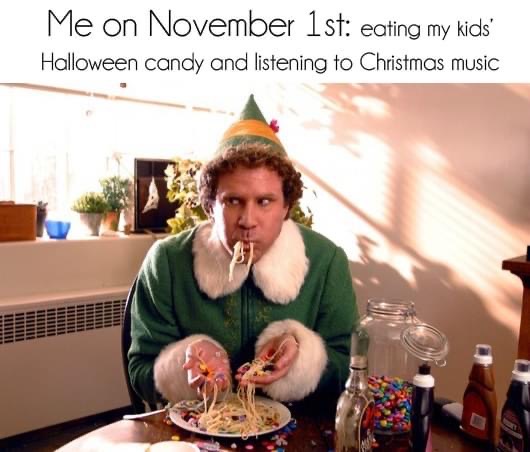 Me on November 1st: eating my kids'
Halloween candy and listening to Christmas music